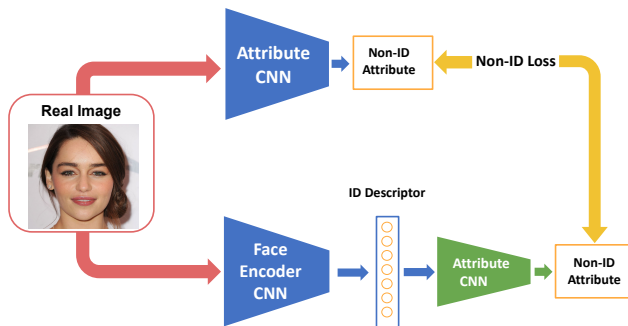 Attribute
CNN
Non-ID
Attribute
Non-ID Loss
Real Image
ID Descriptor
Face
Encoder
CNN
Attribute
CNN
Non-ID
Attribute